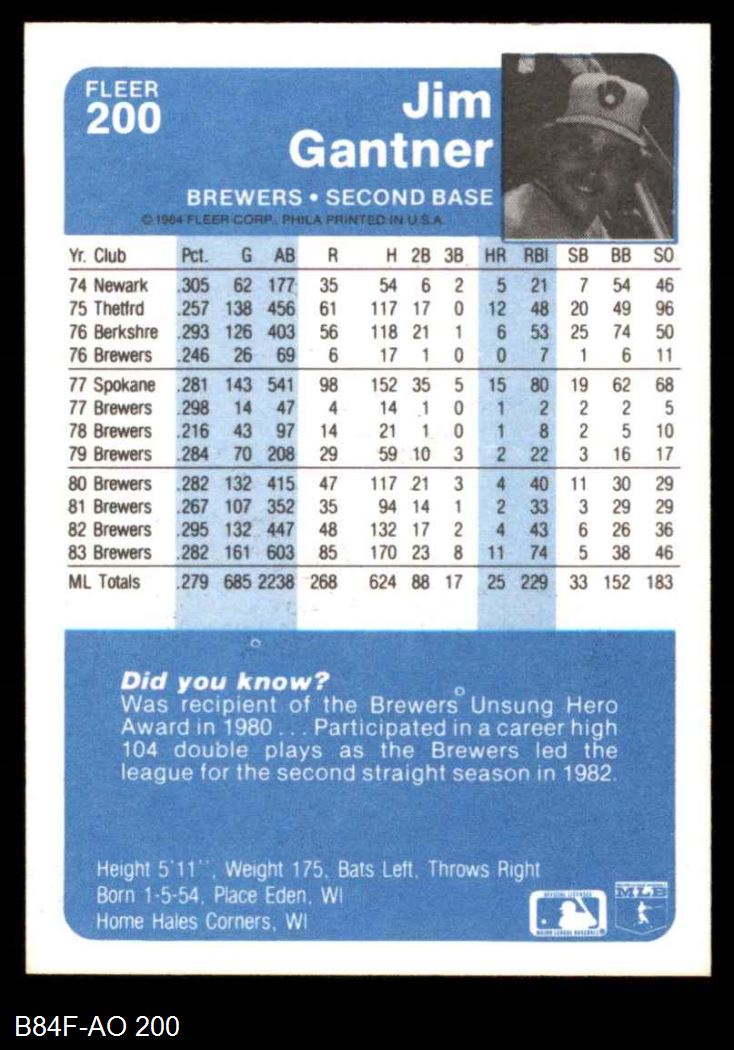 FLEER
200
Jim
Gantner
BREWERS • SECOND BASE
© 1984 FLEER CORP., PHILA PRINTED IN U.S.A.
Yr. Club Pct. G AB R H 2B 3B HR RBI SB BB SO
74 Newark .305 62 177 35 54 6 2 5 21 7 54 46
75 Thetfrd .257 138 456 61 117 17 0 12 48 20 49 96
76 Berkshre .293 126 403 56 118 21 1 6 53 25 74 50
76 Brewers .246 26 69 6 17 1 0 0 7 1 6 11
77 Spokane .281 143 541 98 152 35 5 15 80 19 62 68
77 Brewers .298 14 47 4 14 1 0 1 2 2 2 5
78 Brewers .216 43 97 14 21 1 0 1 8 2 5 10
79 Brewers .284 70 208 29 59 10 3 2 22 3 16 17
80 Brewers .282 132 415 47 117 21 3 4 40 11 30 29
81 Brewers .267 107 352 35 94 14 1 2 33 3 29 29
82 Brewers .295 132 447 48 132 17 2 4 43 6 26 36
83 Brewers .282 161 603 85 170 23 8 11 74 5 38 46
ML Totals .279 685 2238 268 624 88 17 25 229 33 152 183
Did you know?
Was recipient of the Brewers' Unsung Hero
Award in 1980 . . . Participated in a career high
104 double plays as the Brewers led the
league for the second straight season in 1982.
Height 5'11'', Weight 175, Bats Left, Throws Right
Born 1-5-54, Place Eden, WI
Home Hales Corners, WI
MAJOR LEAGUE BASEBALL
MLB
B84F-AO 200